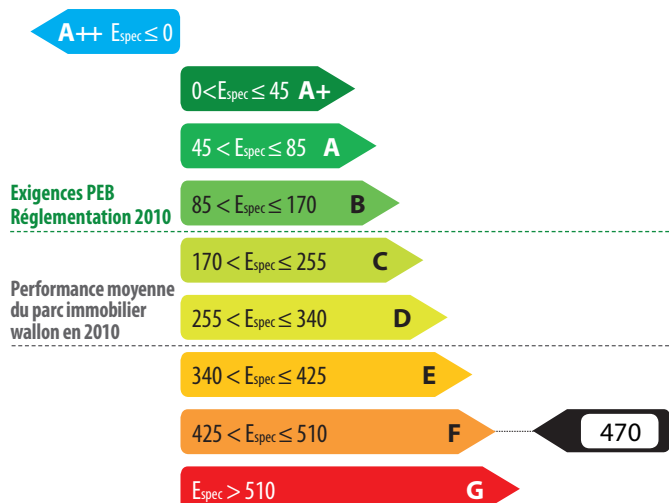 A++ Espec ≤ 0
0<Espec ≤ 45 A+
45 < Espec ≤ 85 A
Exigences PEB
Réglementation 2010
85 < Espec ≤ 170 B
170 < Espec ≤ 255 C
Performance moyenne
du parc immobilier
wallon en 2010
255 < Espec ≤ 340 D
340 < Espec ≤ 425 E
425 < Espec ≤ 510 F
470
Espec > 510 G